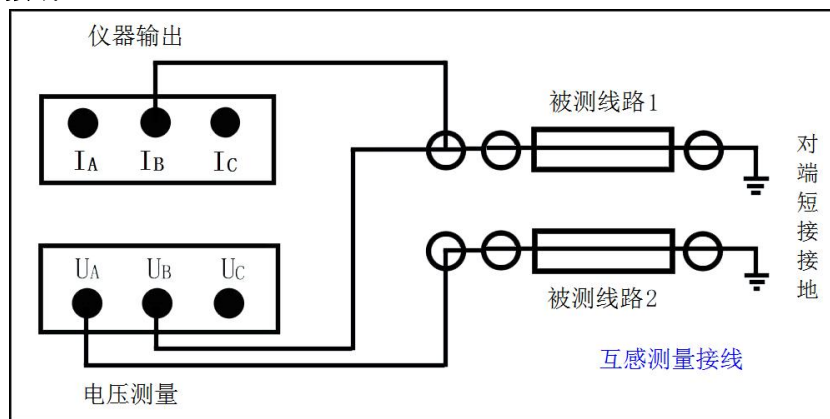 仪器输出
IA IB IC
被测线路1
对端短接接地
UA UB UC
被测线路2
互感测量接线
电压测量